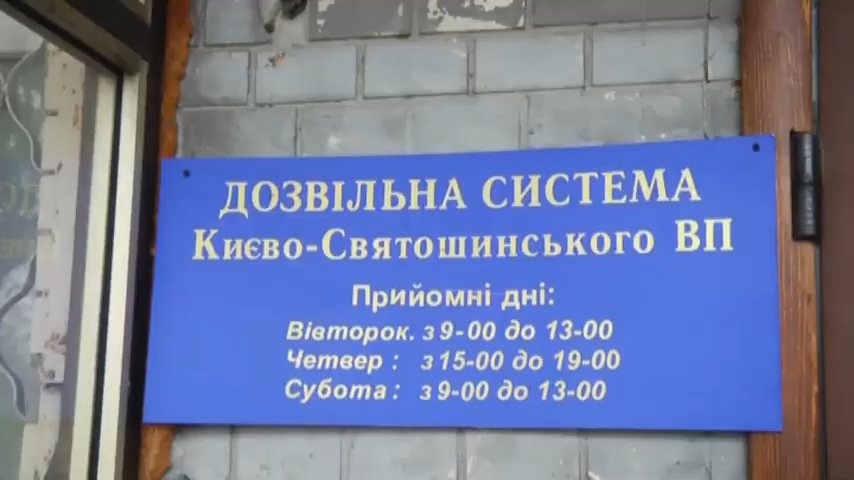 ДОЗВІЛЬНА СИСТЕМА
Києво-Святошинського ВП
Прийомні дні:
Вівторок. з 9-00 до 13-00
Четвер : з 15-00 до 19-00
Субота : з 9-00 до 13-00